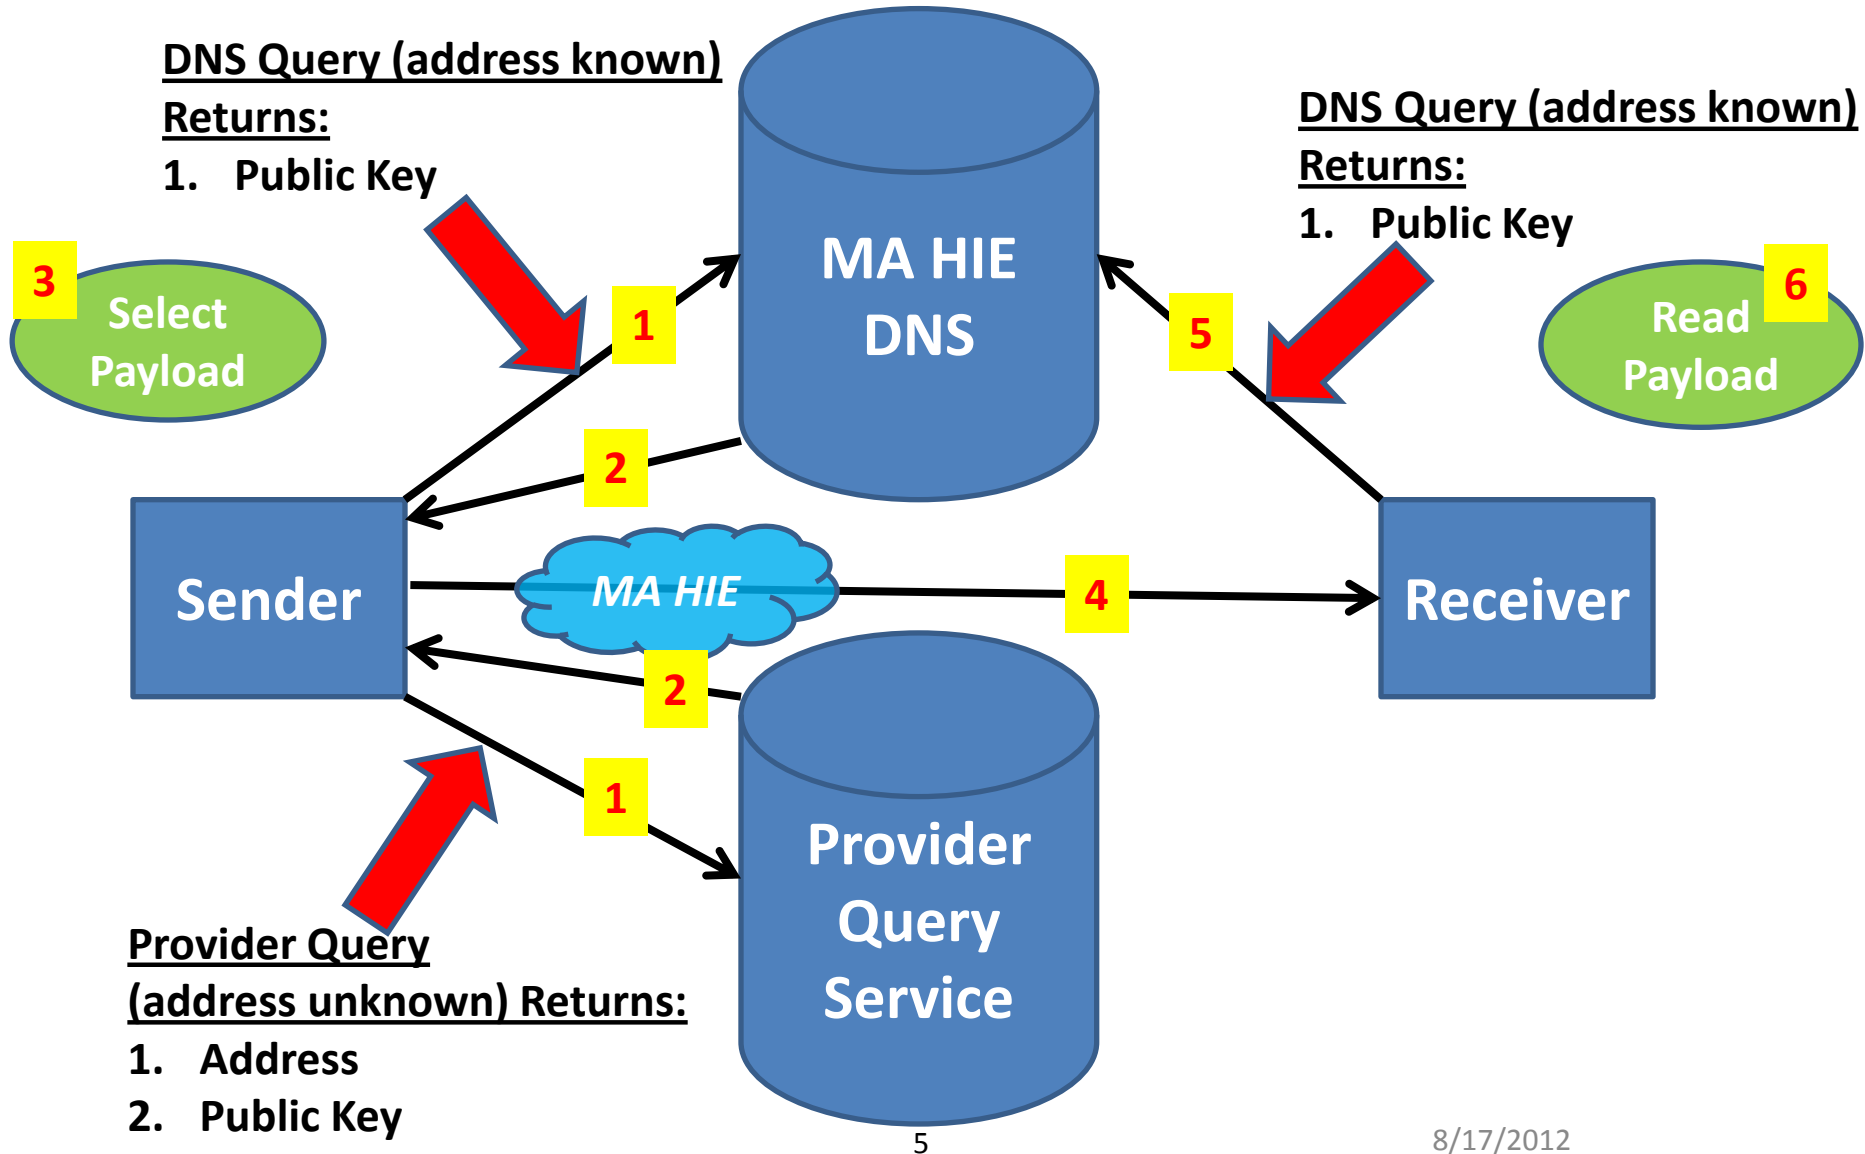 DNS Query (address known)
Returns:
1. Public Key
DNS Query (address known)
Returns:
1. Public Key
3
Select
Payload
1
MA HIE
DNS
5
6
Read
Payload
2
Sender
MA HIE
4
Receiver
2
1
Provider
Query
Service
Provider Query
(address unknown) Returns:
1. Address
2. Public Key
5
8/17/2012